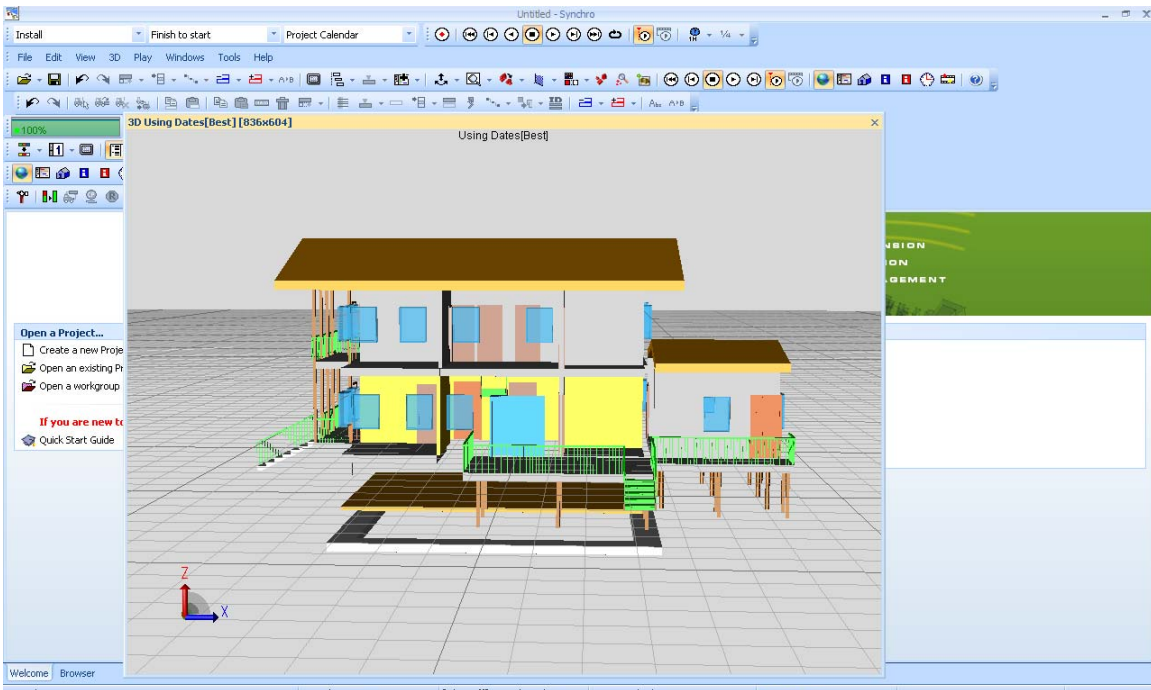 Untitled - Synchro
Install Finish to start Project Calendar
File Edit View 3D Play Windows Tools Help
100%
3D Using Dates[Best] [836x604]
Using Dates[Best]
Open a Project...
Create a new Proje
Open an existing Pr
Open a workgroup
If you are new to
Quick Start Guide
NSION
ION
GEMENT
Z
X
Welcome Browser